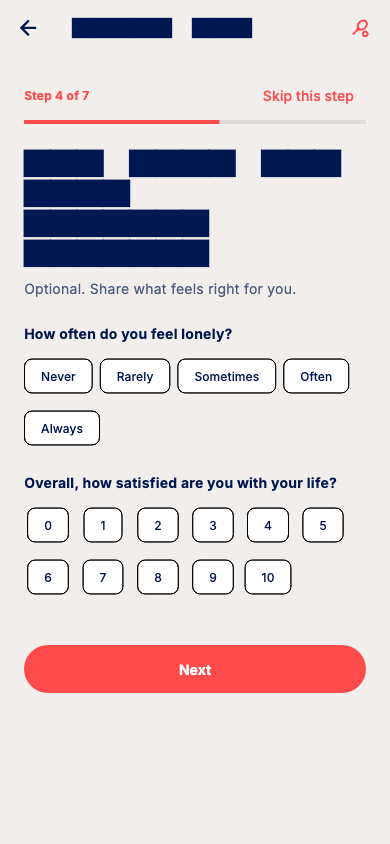 Step 4 of 7 Skip this step
Optional. Share what feels right for you.
How often do you feel lonely?
Never Rarely Sometimes Often
Always
Overall, how satisfied are you with your life?
0 1 2 3 4 5
6 7 8 9 10
Next